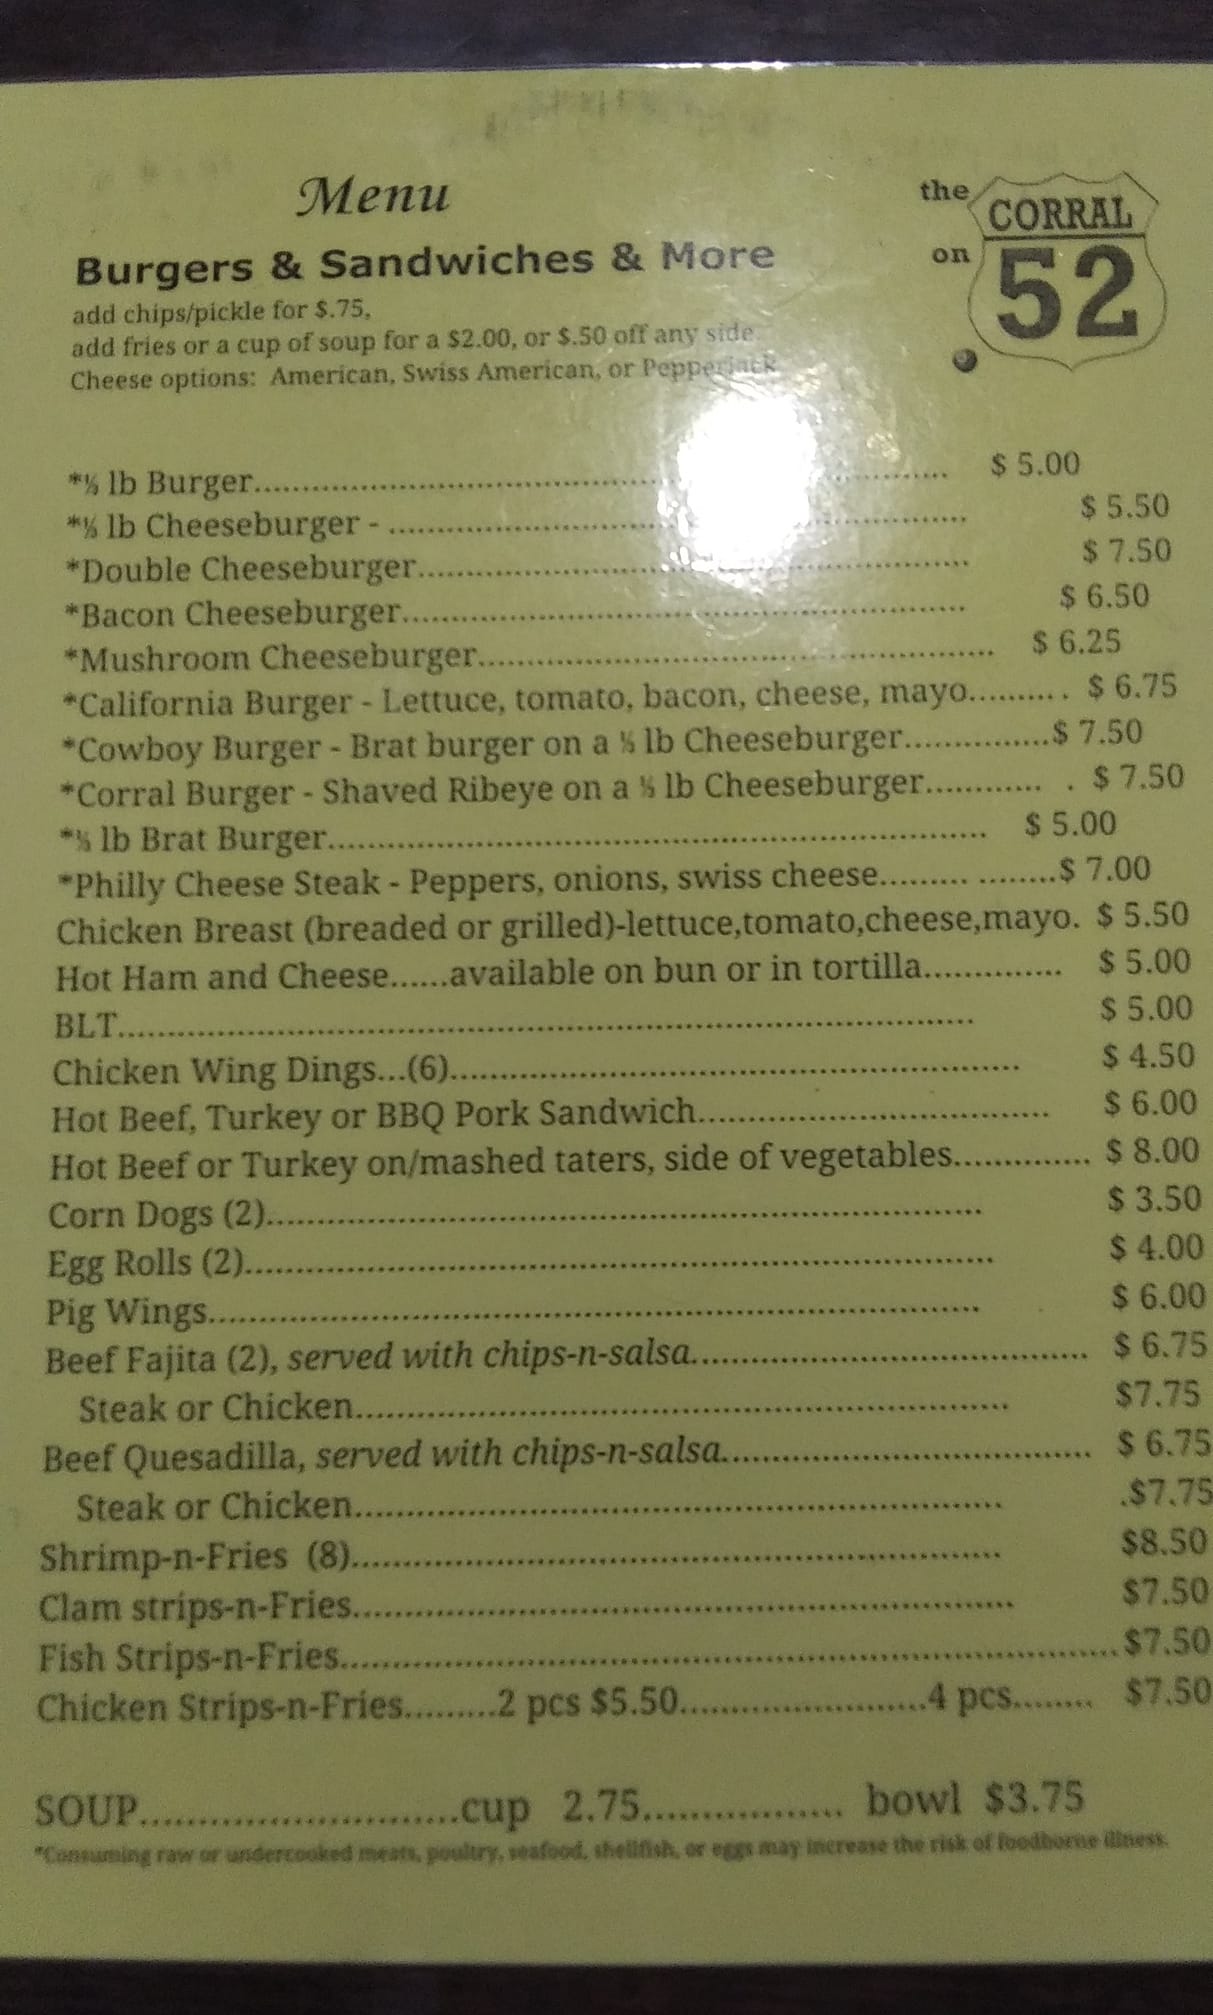 Menu
the CORRAL
on 52
Burgers & Sandwiches & More
add chips/pickle for $.75,
add fries or a cup of soup for a $2.00, or $.50 off any side.
Cheese options: American, Swiss American, or Pepperjack
*⅓ lb Burger.................................................. $ 5.00
*⅓ lb Cheeseburger - .................................................. $ 5.50
*Double Cheeseburger.................................................. $ 7.50
*Bacon Cheeseburger.................................................. $ 6.50
*Mushroom Cheeseburger.................................................. $ 6.25
*California Burger - Lettuce, tomato, bacon, cheese, mayo.......... $ 6.75
*Cowboy Burger - Brat burger on a ⅓ lb Cheeseburger...............$ 7.50
*Corral Burger - Shaved Ribeye on a ⅓ lb Cheeseburger............ . $ 7.50
*⅓ lb Brat Burger.................................................. $ 5.00
*Philly Cheese Steak - Peppers, onions, swiss cheese......... ........$ 7.00
Chicken Breast (breaded or grilled)-lettuce,tomato,cheese,mayo. $ 5.50
Hot Ham and Cheese......available on bun or in tortilla.............. $ 5.00
BLT.................................................. $ 5.00
Chicken Wing Dings...(6).................................................. $ 4.50
Hot Beef, Turkey or BBQ Pork Sandwich.................................... $ 6.00
Hot Beef or Turkey on/mashed taters, side of vegetables.............. $ 8.00
Corn Dogs (2).................................................. $ 3.50
Egg Rolls (2).................................................. $ 4.00
Pig Wings.................................................. $ 6.00
Beef Fajita (2), served with chips-n-salsa........................................ $ 6.75
Steak or Chicken.................................................. $7.75
Beef Quesadilla, served with chips-n-salsa..................................... $ 6.75
Steak or Chicken.................................................. .$7.75
Shrimp-n-Fries (8).................................................. $8.50
Clam strips-n-Fries.................................................. $7.50
Fish Strips-n-Fries..................................................$7.50
Chicken Strips-n-Fries.........2 pcs $5.50.........................4 pcs........ $7.50
SOUP..........................cup 2.75................. bowl $3.75
*Consuming raw or undercooked meats, poultry, seafood, shellfish, or eggs may increase the risk of foodborne illness.